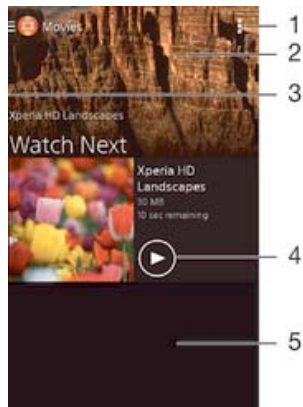 Movies
1
2
3
Xperia HD Landscapes
Watch Next
Xperia HD
Landscapes
30 MB
10 sec remaining
4
5